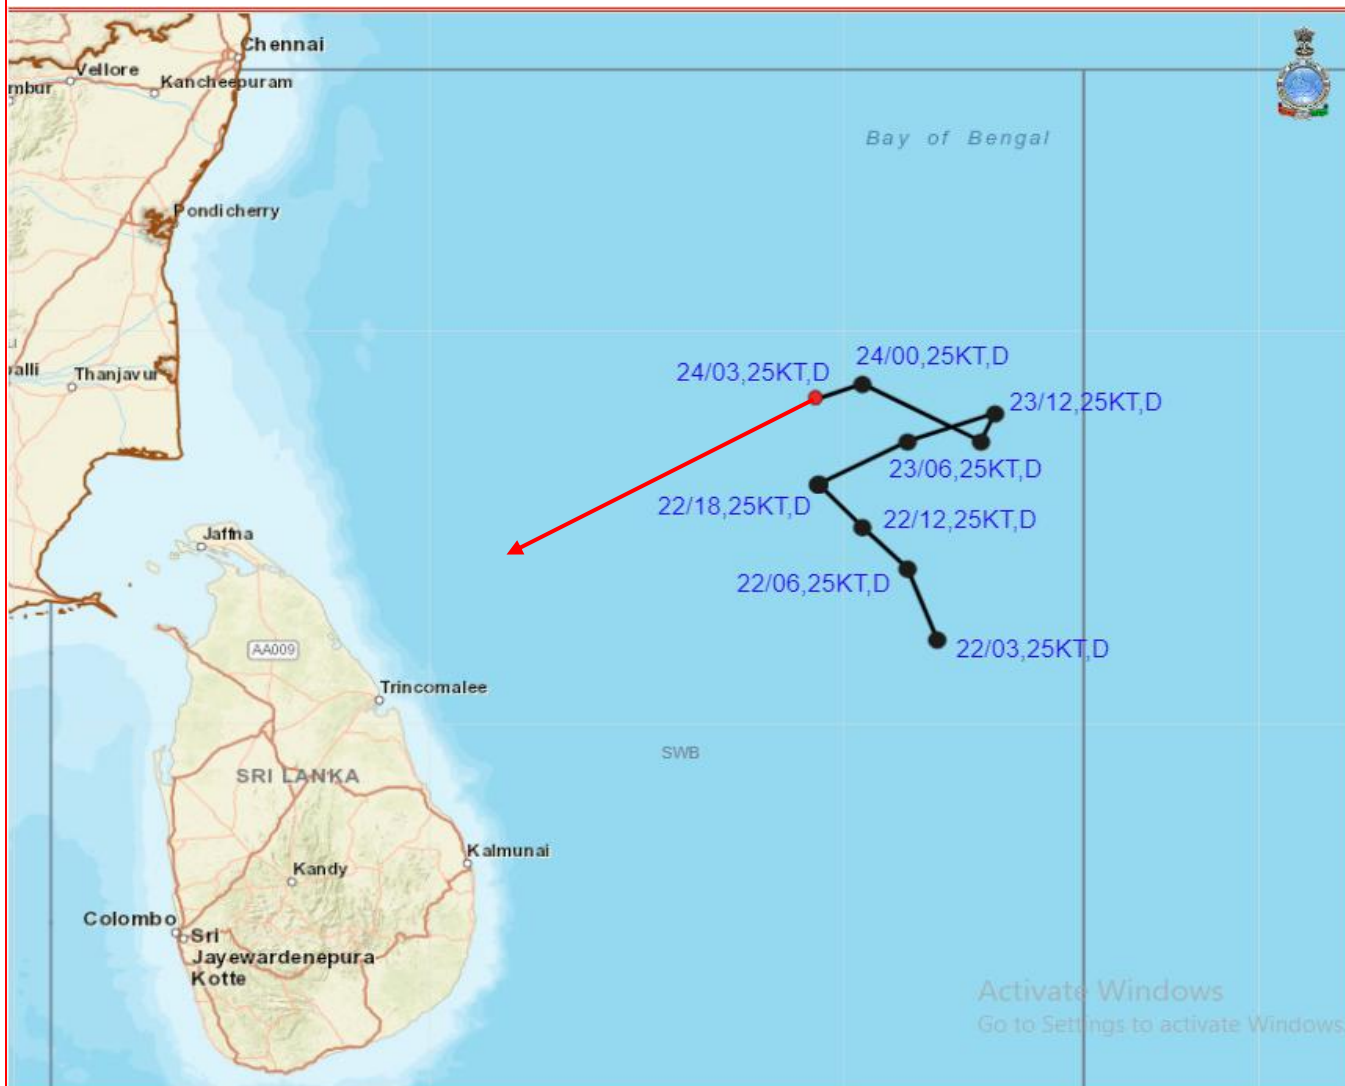 Chennai
Vellore
Kancheepuram
mbur
Bay of Bengal
Pondicherry
24/00,25KT,D
24/03,25KT,D
alli
Thanjavur
23/12,25KT,D
23/06,25KT,D
22/18,25KT,D
22/12,25KT,D
Jaffna
22/06,25KT,D
AA009
22/03,25KT,D
Trincomalee
SWB
SRI LANKA
Kalmunai
Kandy
Colombo
Sri
Jayewardenepura
Kotte
Activate Windows
Go to Settings to activate Windows